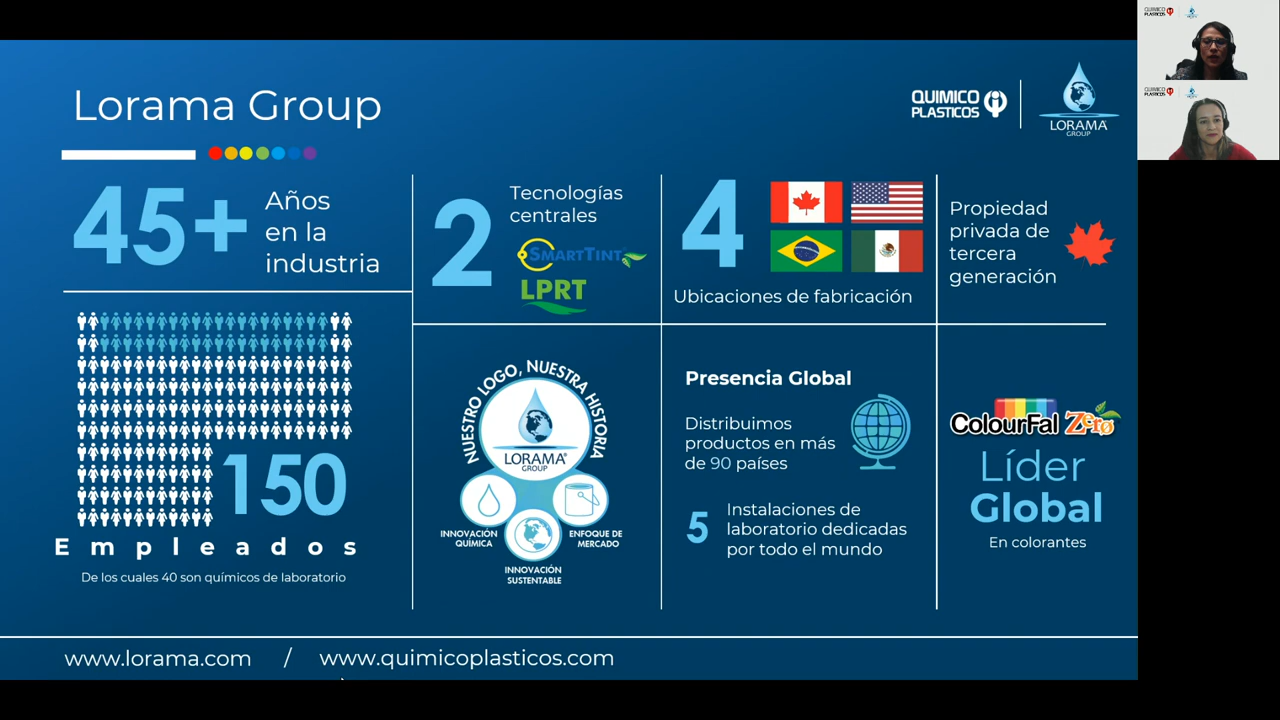 Lorama Group
QUIMICO
PLASTICOS
LORAMA
GROUP
45+
Años
en la
industria
2
Tecnologías
centrales
SMARTTINT
LPRT
4
Ubicaciones de fabricación
Propiedad
privada de
tercera
generación
150
Empleados
De los cuales 40 son químicos de laboratorio
NUESTRO LOGO, NUESTRA HISTORIA
LORAMA®
GROUP
INNOVACIÓN
QUÍMICA
ENFOQUE DE
MERCADO
INNOVACIÓN
SUSTENTABLE
Presencia Global
Distribuimos
productos en más
de 90 países
5
Instalaciones de
laboratorio dedicadas
por todo el mundo
ColourFal Zero
Líder
Global
En colorantes
www.lorama.com / www.quimicoplasticos.com
QUIMICO
PLASTICOS
QUIMICO
PLASTICOS